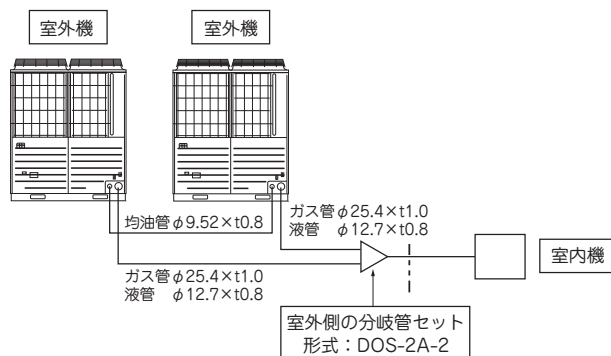 室外機
室外機
均油管φ9.52×t0.8
ガス管φ25.4×t1.0
液管 φ12.7×t0.8
ガス管φ25.4×t1.0
液管 φ12.7×t0.8
室内機
室外側の分岐管セット
形式：DOS-2A-2